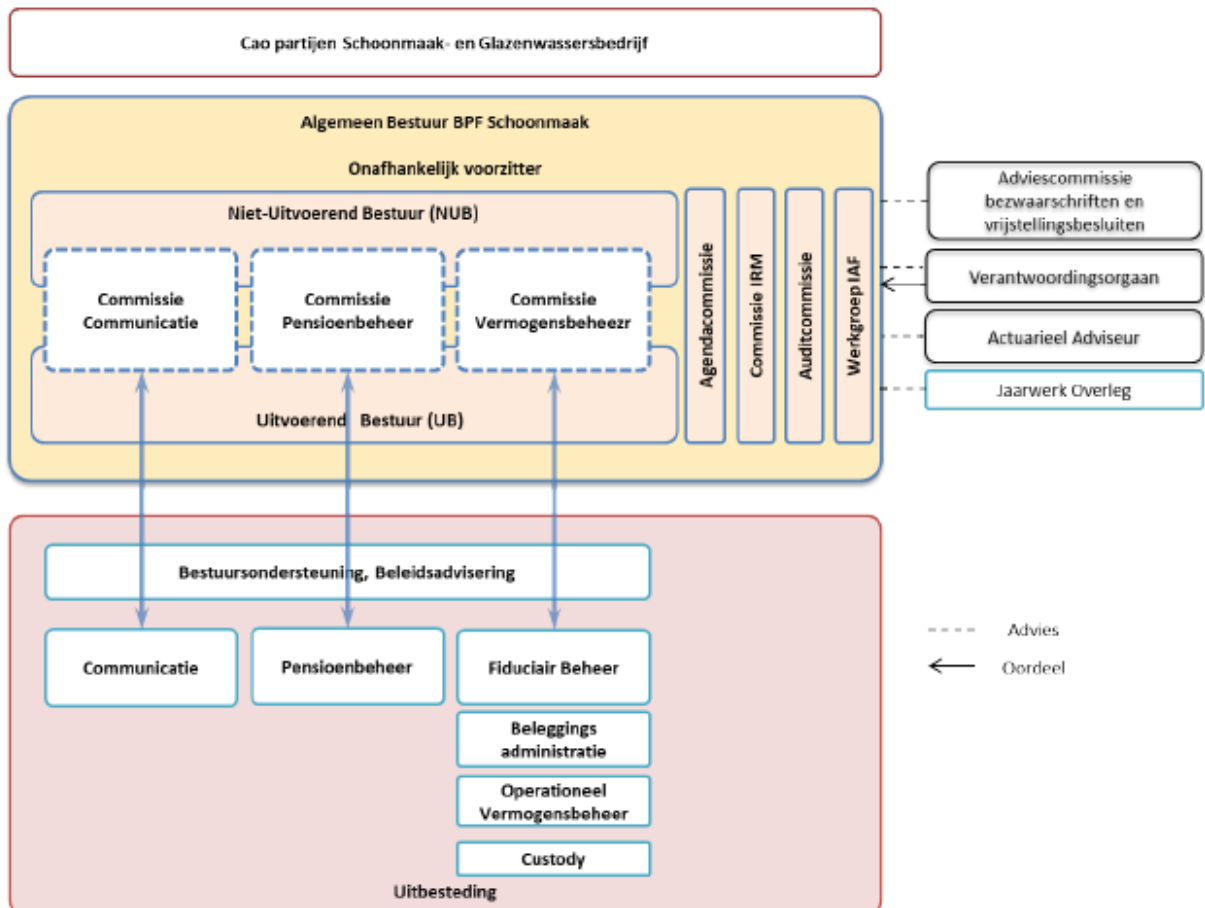 Cao partijen Schoonmaak- en Glazenwassersbedrijf
Algemeen Bestuur BPF Schoonmaak
Onafhankelijk voorzitter
Niet-Uitvoerend Bestuur (NUB)
Commissie
Communicatie
Commissie
Pensioenbeheer
Commissie
Vermogensbeheezr
Uitvoerend Bestuur (UB)
Agendacommissie
Commissie IRM
Auditcommissie
Werkgroep IAF
Adviescommissie
bezwaarschriften en
vrijstellingsbesluiten
Verantwoordingsorgaan
Actuarieel Adviseur
Jaarwerk Overleg
Bestuursondersteuning, Beleidsadvisering
Communicatie
Pensioenbeheer
Fiduciair Beheer
Beleggings
administratie
Operationeel
Vermogensbeheer
Custody
Uitbesteding
Advies
Oordeel